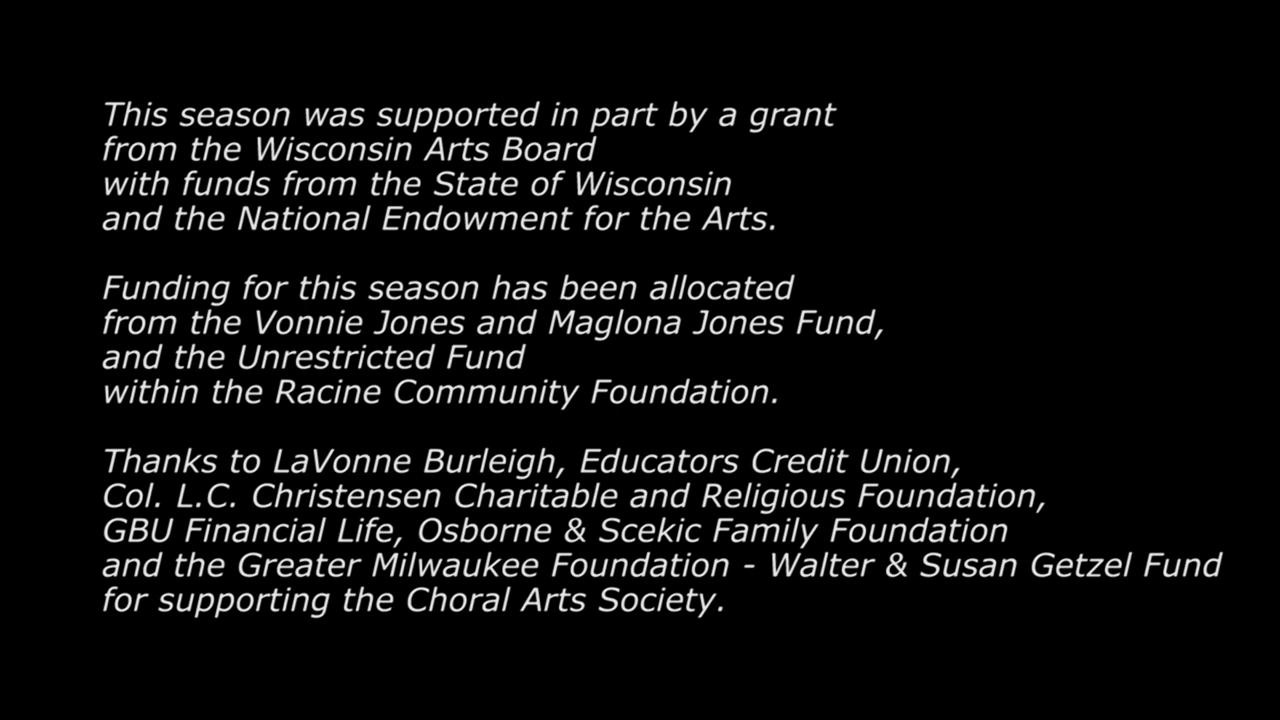 This season was supported in part by a grant
from the Wisconsin Arts Board
with funds from the State of Wisconsin
and the National Endowment for the Arts.
Funding for this season has been allocated
from the Vonnie Jones and Maglona Jones Fund,
and the Unrestricted Fund
within the Racine Community Foundation.
Thanks to LaVonne Burleigh, Educators Credit Union,
Col. L.C. Christensen Charitable and Religious Foundation,
GBU Financial Life, Osborne & Scekic Family Foundation
and the Greater Milwaukee Foundation - Walter & Susan Getzel Fund
for supporting the Choral Arts Society.